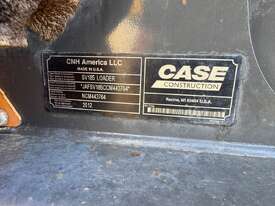 CNH America LLC
MADE IN U.S.A.
SV185 LOADER
NCM443764
2012
CASE
CONSTRUCTION
Racine, WI 53404 U.S.A.